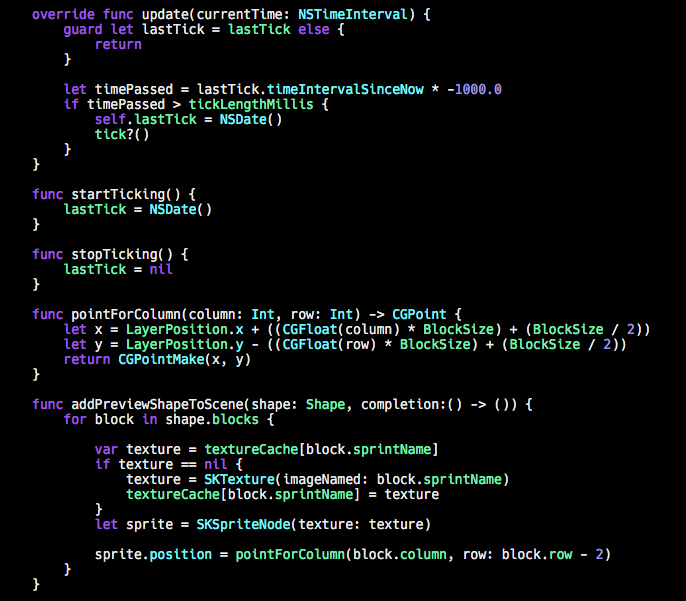 override func update(currentTime: NSTimeInterval) {
    guard let lastTick = lastTick else {
        return
    }

    let timePassed = lastTick.timeIntervalSinceNow * -1000.0
    if timePassed > tickLengthMillis {
        self.lastTick = NSDate()
        tick?()
    }
}

func startTicking() {
    lastTick = NSDate()
}

func stopTicking() {
    lastTick = nil
}

func pointForColumn(column: Int, row: Int) -> CGPoint {
    let x = LayerPosition.x + ((CGFloat(column) * BlockSize) + (BlockSize / 2))
    let y = LayerPosition.y - ((CGFloat(row) * BlockSize) + (BlockSize / 2))
    return CGPointMake(x, y)
}

func addPreviewShapeToScene(shape: Shape, completion:() -> ()) {
    for block in shape.blocks {

        var texture = textureCache[block.sprintName]
        if texture == nil {
            texture = SKTexture(imageNamed: block.sprintName)
            textureCache[block.sprintName] = texture
        }
        let sprite = SKSpriteNode(texture: texture)

        sprite.position = pointForColumn(block.column, row: block.row - 2)
    }
}